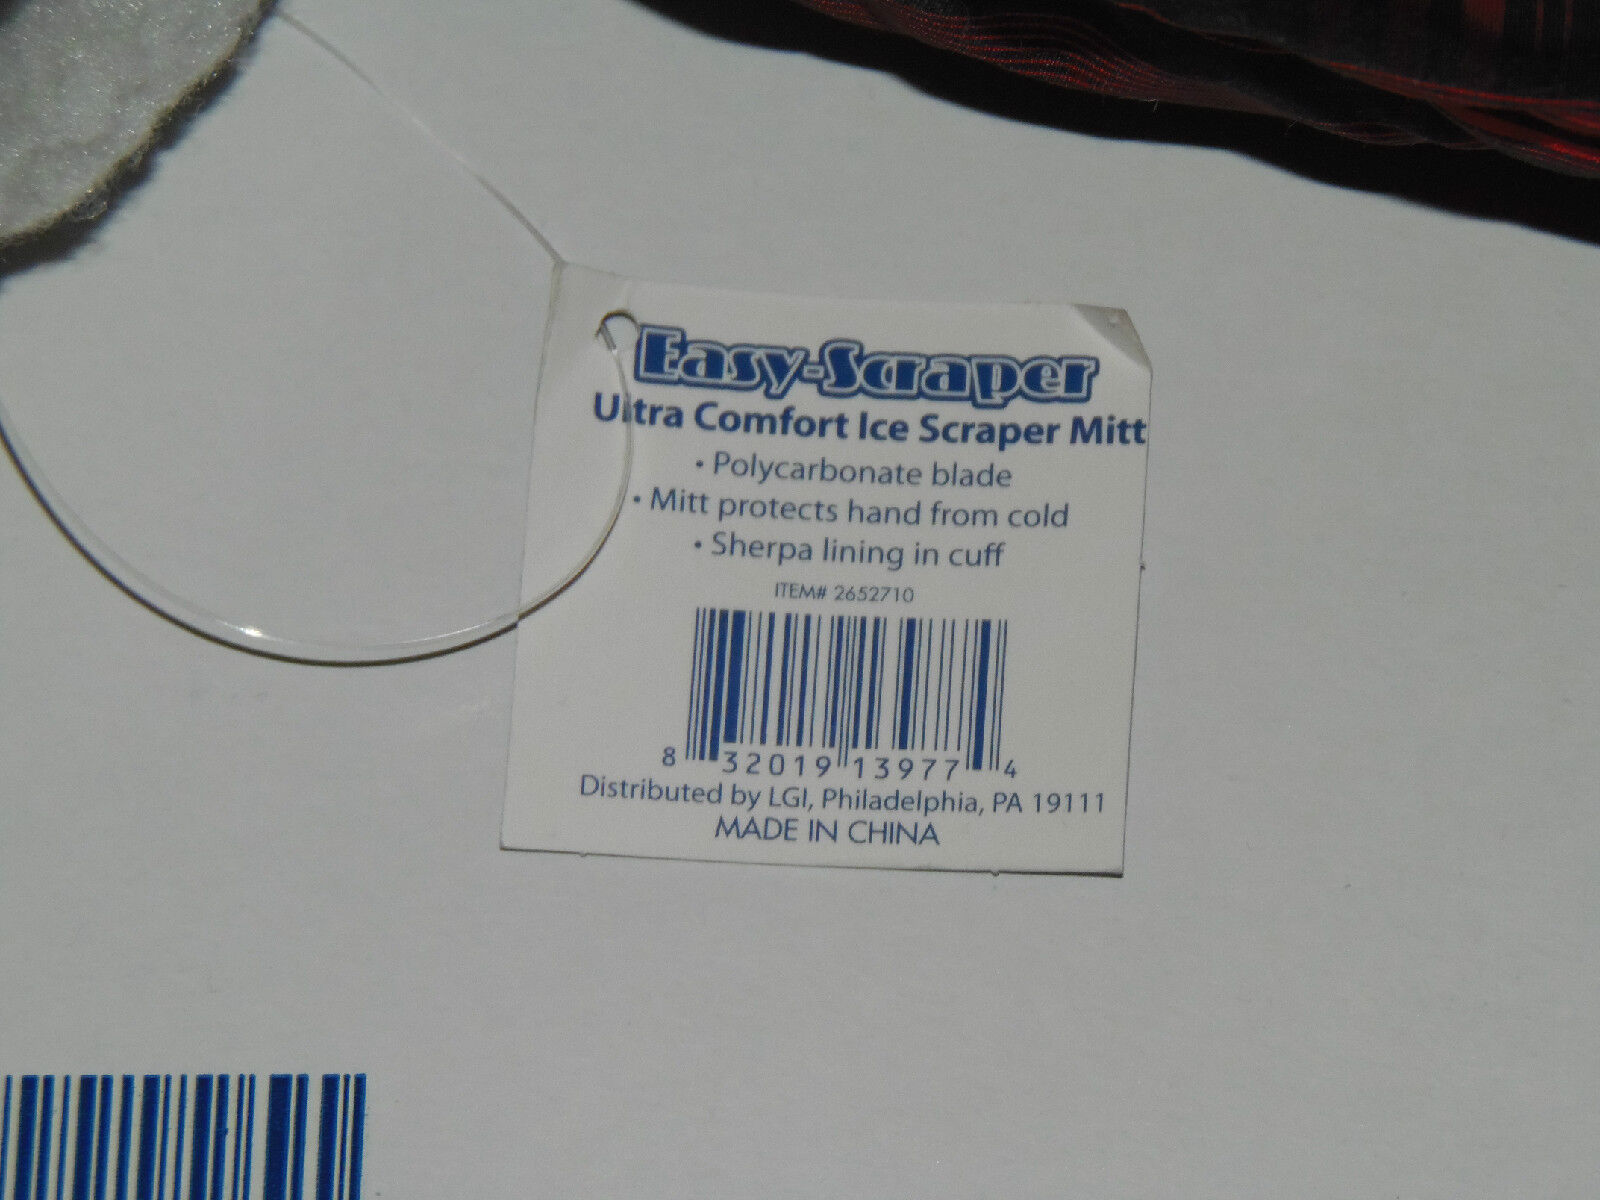 Easy-Scraper
Ultra Comfort Ice Scraper Mitt
• Polycarbonate blade
• Mitt protects hand from cold
• Sherpa lining in cuff
ITEM# 2652710
8 32019 13977 4
Distributed by LGI, Philadelphia, PA 19111
MADE IN CHINA